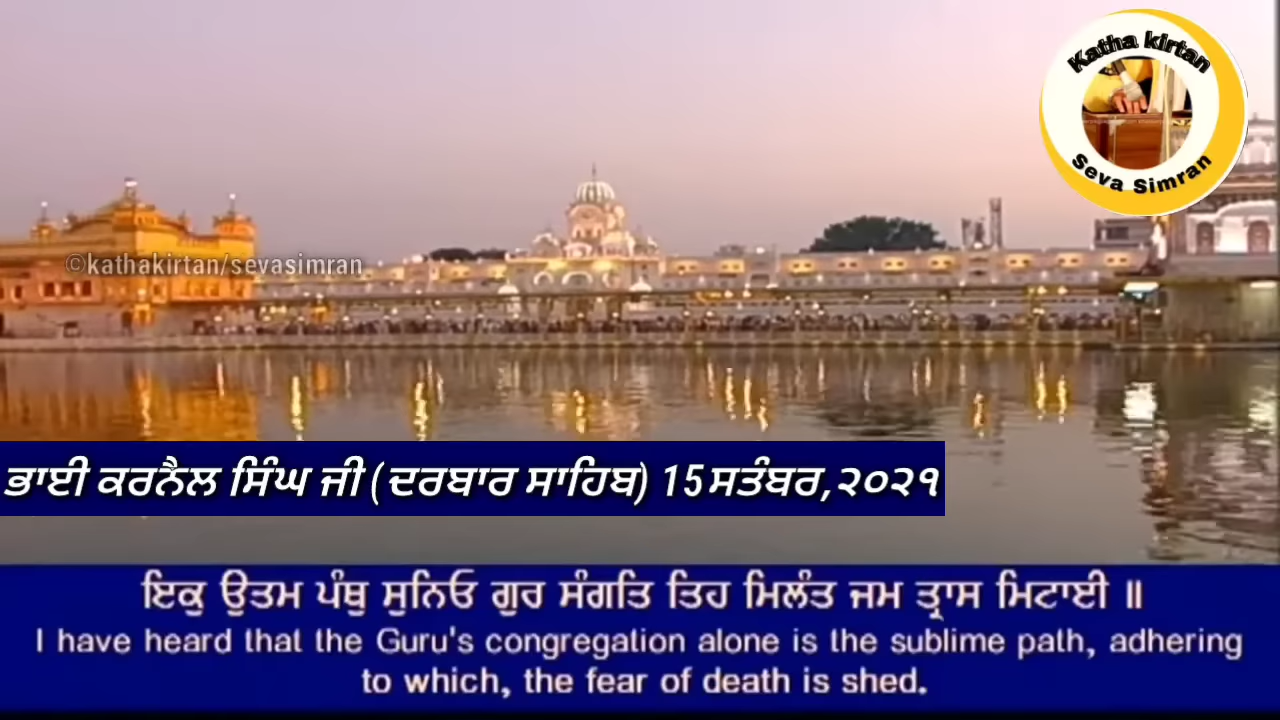 Katha kirtan
Seva Simran
©kathakirtan/sevasimran
ਭਾਈ ਕਰਨੈਲ ਸਿੰਘ ਜੀ (ਦਰਬਾਰ ਸਾਹਿਬ) 15 ਸਤੰਬਰ,੨੦੨੧
ਇਕੁ ਉਤਮ ਪੰਥੁ ਸੁਨਿਓ ਗੁਰ ਸੰਗਤਿ ਤਿਹ ਮਿਲੰਤ ਜਮ ਤ੍ਰਾਸ ਮਿਟਾਈ ॥
I have heard that the Guru's congregation alone is the sublime path, adhering
to which, the fear of death is shed.